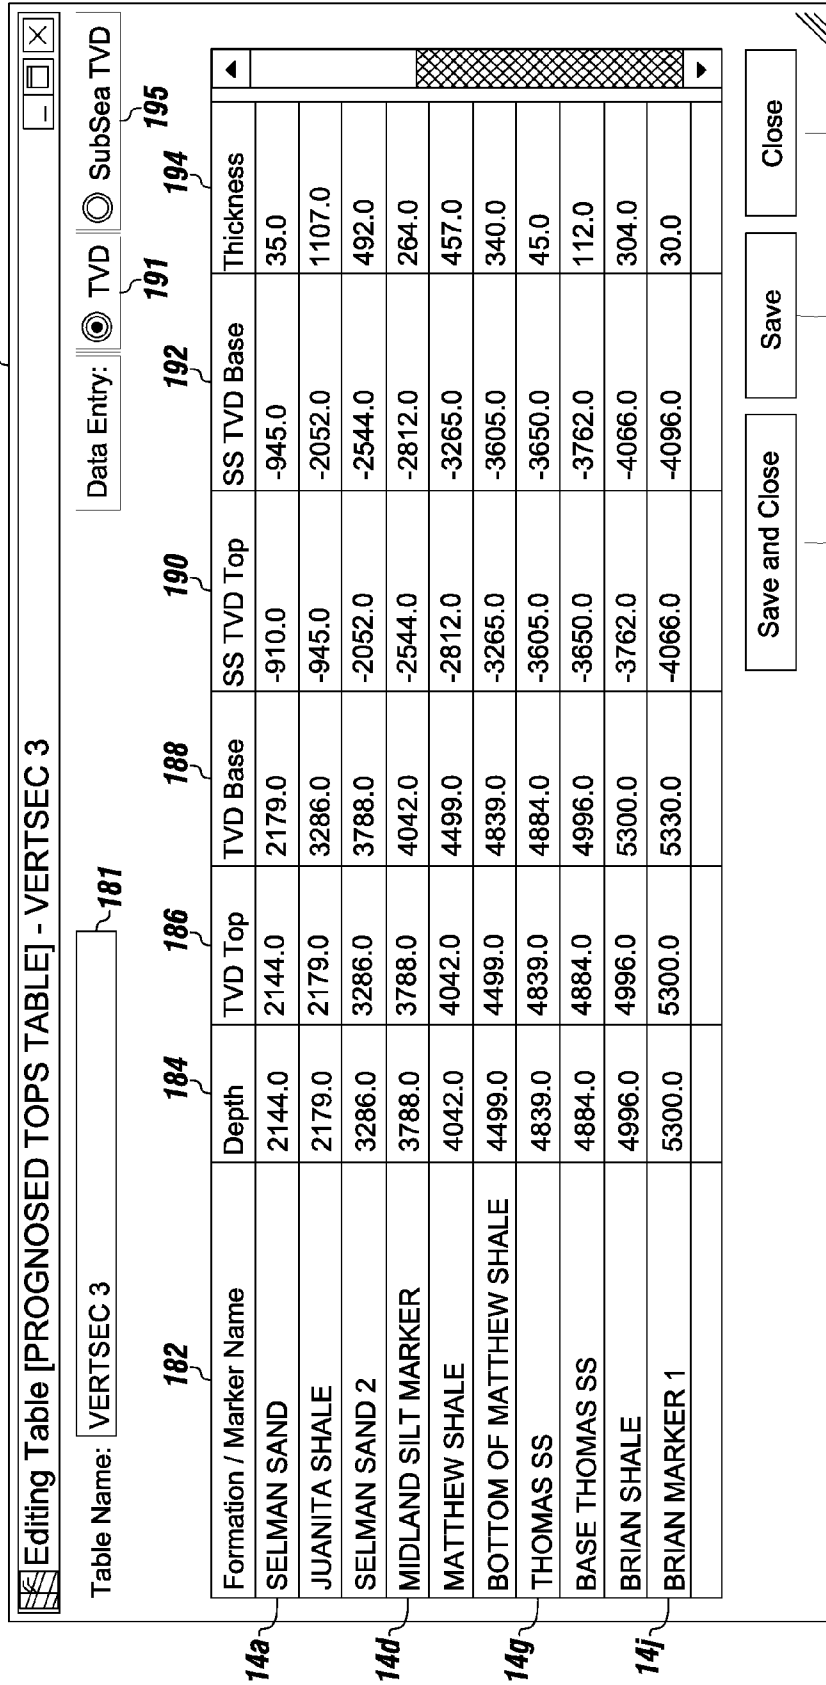 Editing Table [PROGNOSED TOPS TABLE] - VERTSEC 3
Table Name: VERTSEC 3 181 Data Entry: TVD 191 SubSea TVD 195
182 184 186 188 190 192 194
Formation / Marker Name Depth TVD Top TVD Base SS TVD Top SS TVD Base Thickness
14a SELMAN SAND 2144.0 2144.0 2179.0 -910.0 -945.0 35.0
JUANITA SHALE 2179.0 2179.0 3286.0 -945.0 -2052.0 1107.0
SELMAN SAND 2 3286.0 3286.0 3788.0 -2052.0 -2544.0 492.0
14d MIDLAND SILT MARKER 3788.0 3788.0 4042.0 -2544.0 -2812.0 264.0
MATTHEW SHALE 4042.0 4042.0 4499.0 -2812.0 -3265.0 457.0
BOTTOM OF MATTHEW SHALE 4499.0 4499.0 4839.0 -3265.0 -3605.0 340.0
14g THOMAS SS 4839.0 4839.0 4884.0 -3605.0 -3650.0 45.0
BASE THOMAS SS 4884.0 4884.0 4996.0 -3650.0 -3762.0 112.0
BRIAN SHALE 4996.0 4996.0 5300.0 -3762.0 -4066.0 304.0
14j BRIAN MARKER 1 5300.0 5300.0 5330.0 -4066.0 -4096.0 30.0
Save and Close Save Close